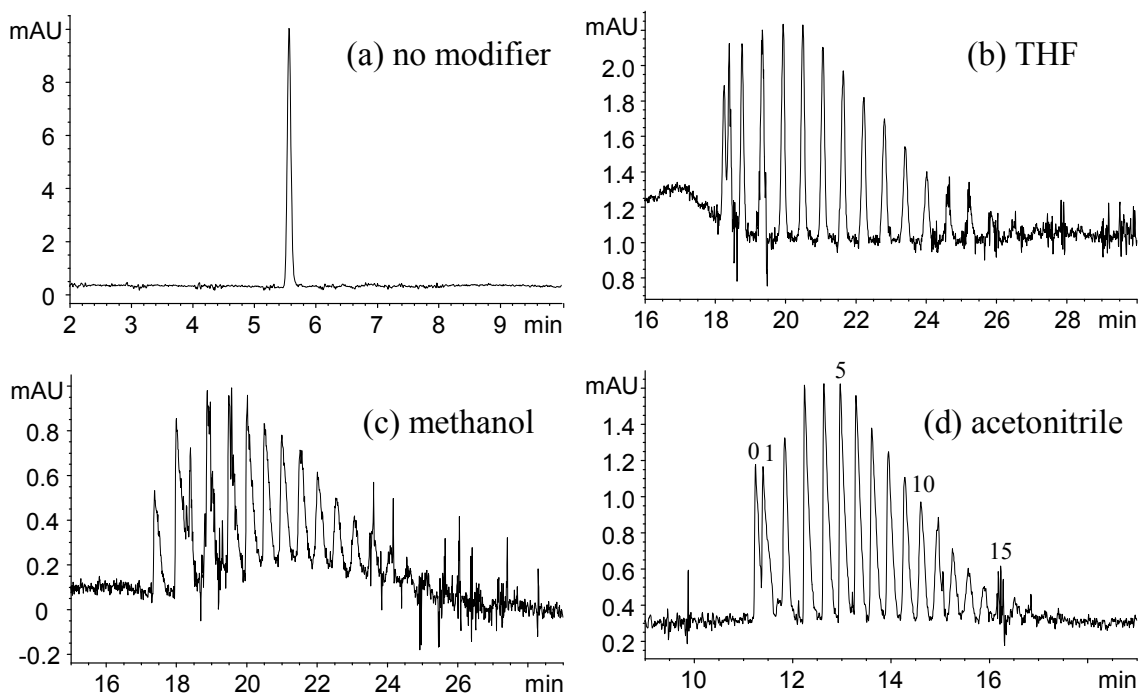 mAU
(a) no modifier
10
8
6
4
2
0
2 3 4 5 6 7 8 9 min
mAU
(b) THF
2.0
1.8
1.6
1.4
1.2
1.0
0.8
16 18 20 22 24 26 28 min
mAU
(c) methanol
0.8
0.6
0.4
0.2
0
-0.2
16 18 20 22 24 26 min
mAU
5
(d) acetonitrile
1.6
1.4
0 1
1.2
10
1.0
0.8
15
0.6
0.4
0.2
10 12 14 16 min